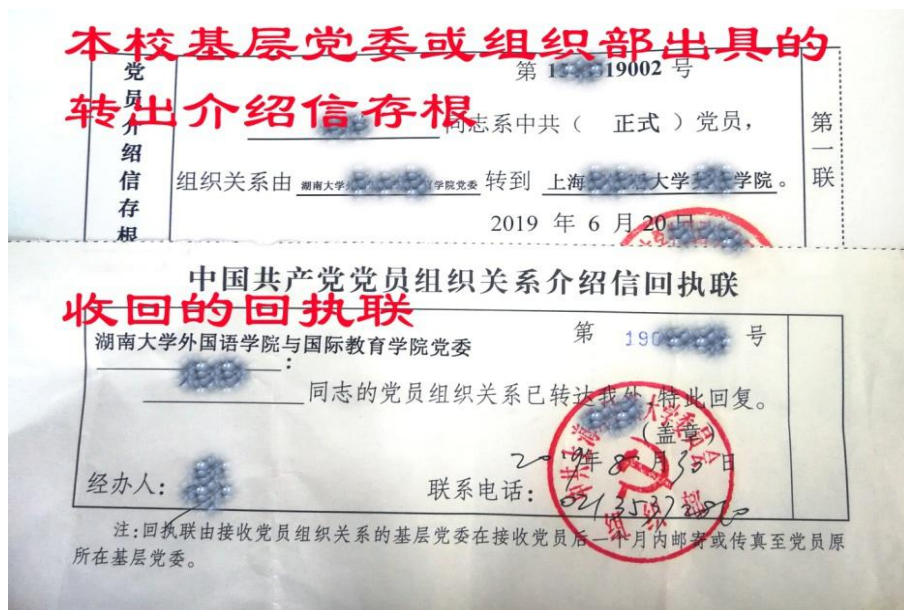 本校基层党委或组织部出具的
转出介绍信存根
党员介绍信存根
第 1 19002 号
同志系中共（ 正式 ）党员，
组织关系由 湖南大学 学院党委 转到 上海 大学 学院。
2019 年 6 月 20 日
第一联
中国共产党党员组织关系介绍信回执联
收回的回执联
第 190 号
湖南大学外国语学院与国际教育学院党委
：
同志的党员组织关系已转达我处，特此回复。
（盖章）
2019年8月30日
经办人：
联系电话：
注：回执联由接收党员组织关系的基层党委在接收党员后一个月内邮寄或传真至党员原
所在基层党委。